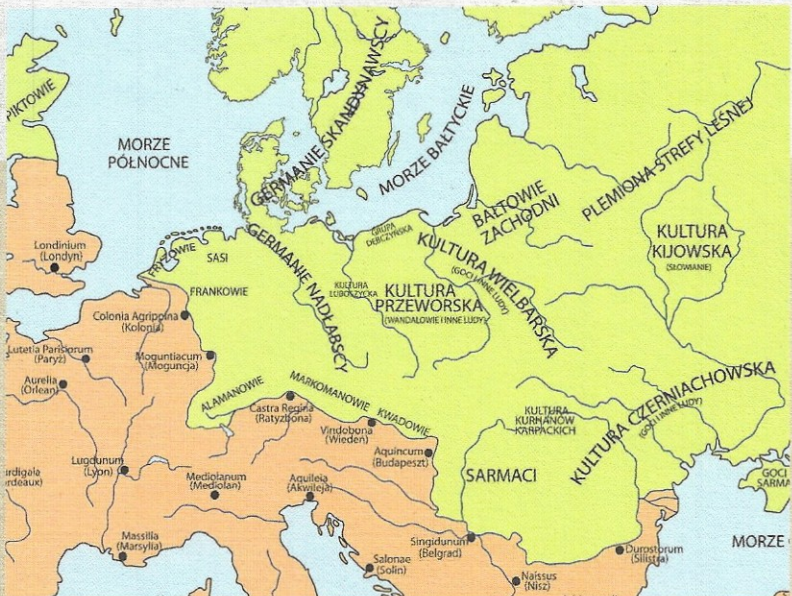 PIKTOWIE
MORZE
PÓŁNOCNE
GERMANIE SKANDYNAWSCY
MORZE BAŁTYCKIE
BAŁTOWIE
ZACHODNI
PLEMIONA STREFY LEŚNEJ
KULTURA
KIJOWSKA
(SŁOWIANIE)
Londinium
(Londyn)
FRYZOWIE
SASI
FRANKOWIE
GERMANIE NADŁABSCY
GRUPA
DĘBCZYŃSKA
KULTURA
LUBOSZYCKA
KULTURA
PRZEWORSKA
(WANDALOWIE I INNE LUDY)
KULTURA WIELBARSKA
(GOCI I INNE LUDY)
Colonia Agrippina
(Kolonia)
Lutetia Parisiorum
(Paryż)
Moguntiacum
(Moguncja)
Aurelia
(Orlean)
ALAMANOWIE
MARKOMANOWIE
KWADOWIE
Castra Regina
(Ratyzbona)
Vindobona
(Wiedeń)
Aquincum
(Budapeszt)
KULTURA
KURHANÓW
KARPACKICH
KULTURA CZERNIACHOWSKA
(GOCI I INNE LUDY)
SARMACI
GOCI
SARMA
urdigala
ordeaux)
Lugdunum
(Lyon)
Mediolanum
(Mediolan)
Aquileia
(Akwileja)
Massilia
(Marsylia)
Singidunum
(Belgrad)
Salonae
(Solin)
Naissus
(Nisz)
Durostorum
(Silistra)
MORZE